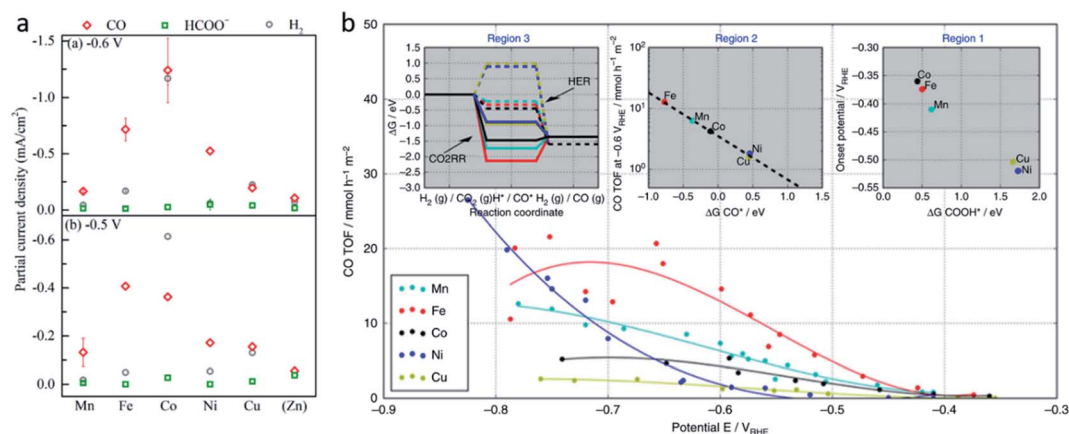 a
CO
HCOO⁻
H₂
(a) -0.6 V
-1.5
-1.0
-0.5
0.0
Partial current density (mA/cm²)
(b) -0.5 V
-0.6
-0.4
-0.2
0.0
Mn Fe Co Ni Cu (Zn)
b
50
40
30
20
10
0
CO TOF / mmol h⁻¹ m⁻²
Region 3
1.5
1.0
0.5
0.0
-0.5
-1.0
-1.5
-2.0
-2.5
-3.0
ΔG / eV
HER
CO2RR
H₂ (g) / CO₂ (g)H* / CO* H₂ (g) / CO (g)
Reaction coordinate
Region 2
10²
10¹
10⁰
CO TOF at -0.6 V_RHE / mmol h⁻¹ m⁻²
Fe
Mn
Co
Ni
Cu
-1.0 -0.5 0.0 0.5 1.0 1.5
ΔG CO* / eV
Region 1
-0.30
-0.35
-0.40
-0.45
-0.50
-0.55
Onset potential / V_RHE
Co
Fe
Mn
Cu
Ni
0.0 0.5 1.0 1.5 2.0
ΔG COOH* / eV
Mn
Fe
Co
Ni
Cu
-0.9 -0.8 -0.7 -0.6 -0.5 -0.4 -0.3
Potential E / V_RHE